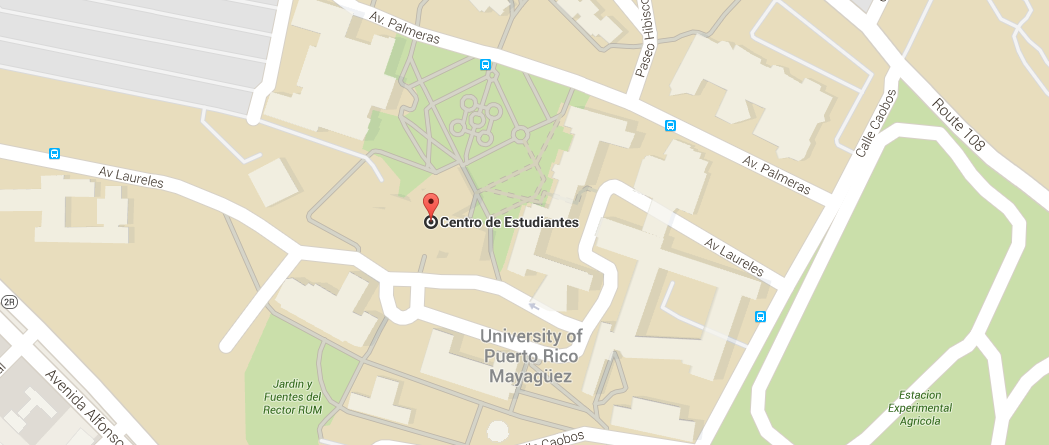 Av. Palmeras
Paseo Hibisco
Route 108
Calle Caobos
Av Laureles
Av. Palmeras
Centro de Estudiantes
Av Laureles
2R
University of
Puerto Rico
Mayagüez
Jardin y
Fuentes del
Rector RUM
Avenida Alfonso
Estacion
Experimental
Agricola
Caobos